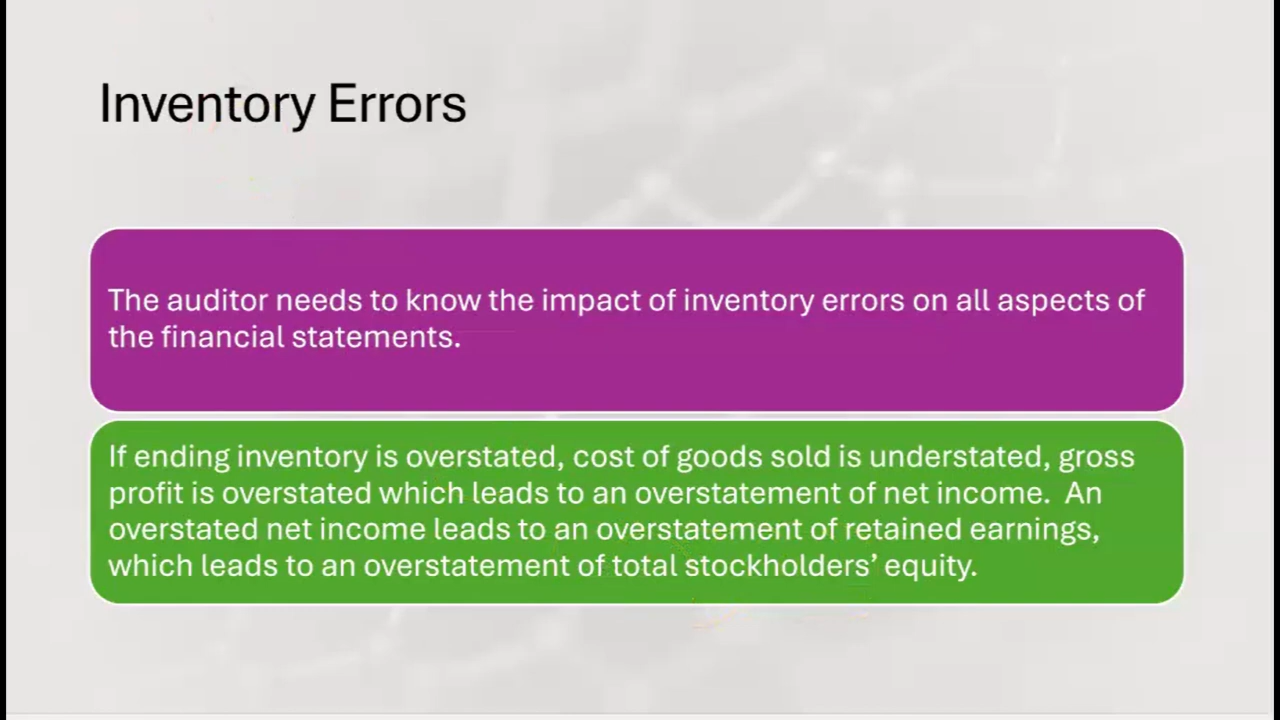 Inventory Errors
The auditor needs to know the impact of inventory errors on all aspects of
the financial statements.
If ending inventory is overstated, cost of goods sold is understated, gross
profit is overstated which leads to an overstatement of net income.  An
overstated net income leads to an overstatement of retained earnings,
which leads to an overstatement of total stockholders’ equity.